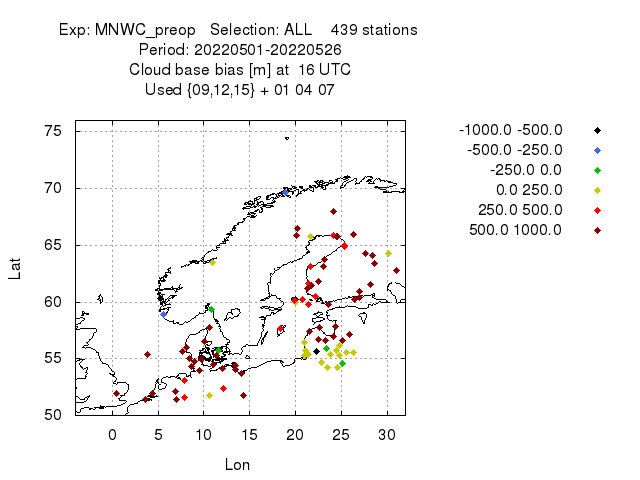 Exp: MNWC_preop Selection: ALL 439 stations
Period: 20220501-20220526
Cloud base bias [m] at 16 UTC
Used {09,12,15} + 01 04 07
-1000.0 -500.0
-500.0 -250.0
-250.0 0.0
0.0 250.0
250.0 500.0
500.0 1000.0
Lat
75
70
65
60
55
50
0 5 10 15 20 25 30
Lon